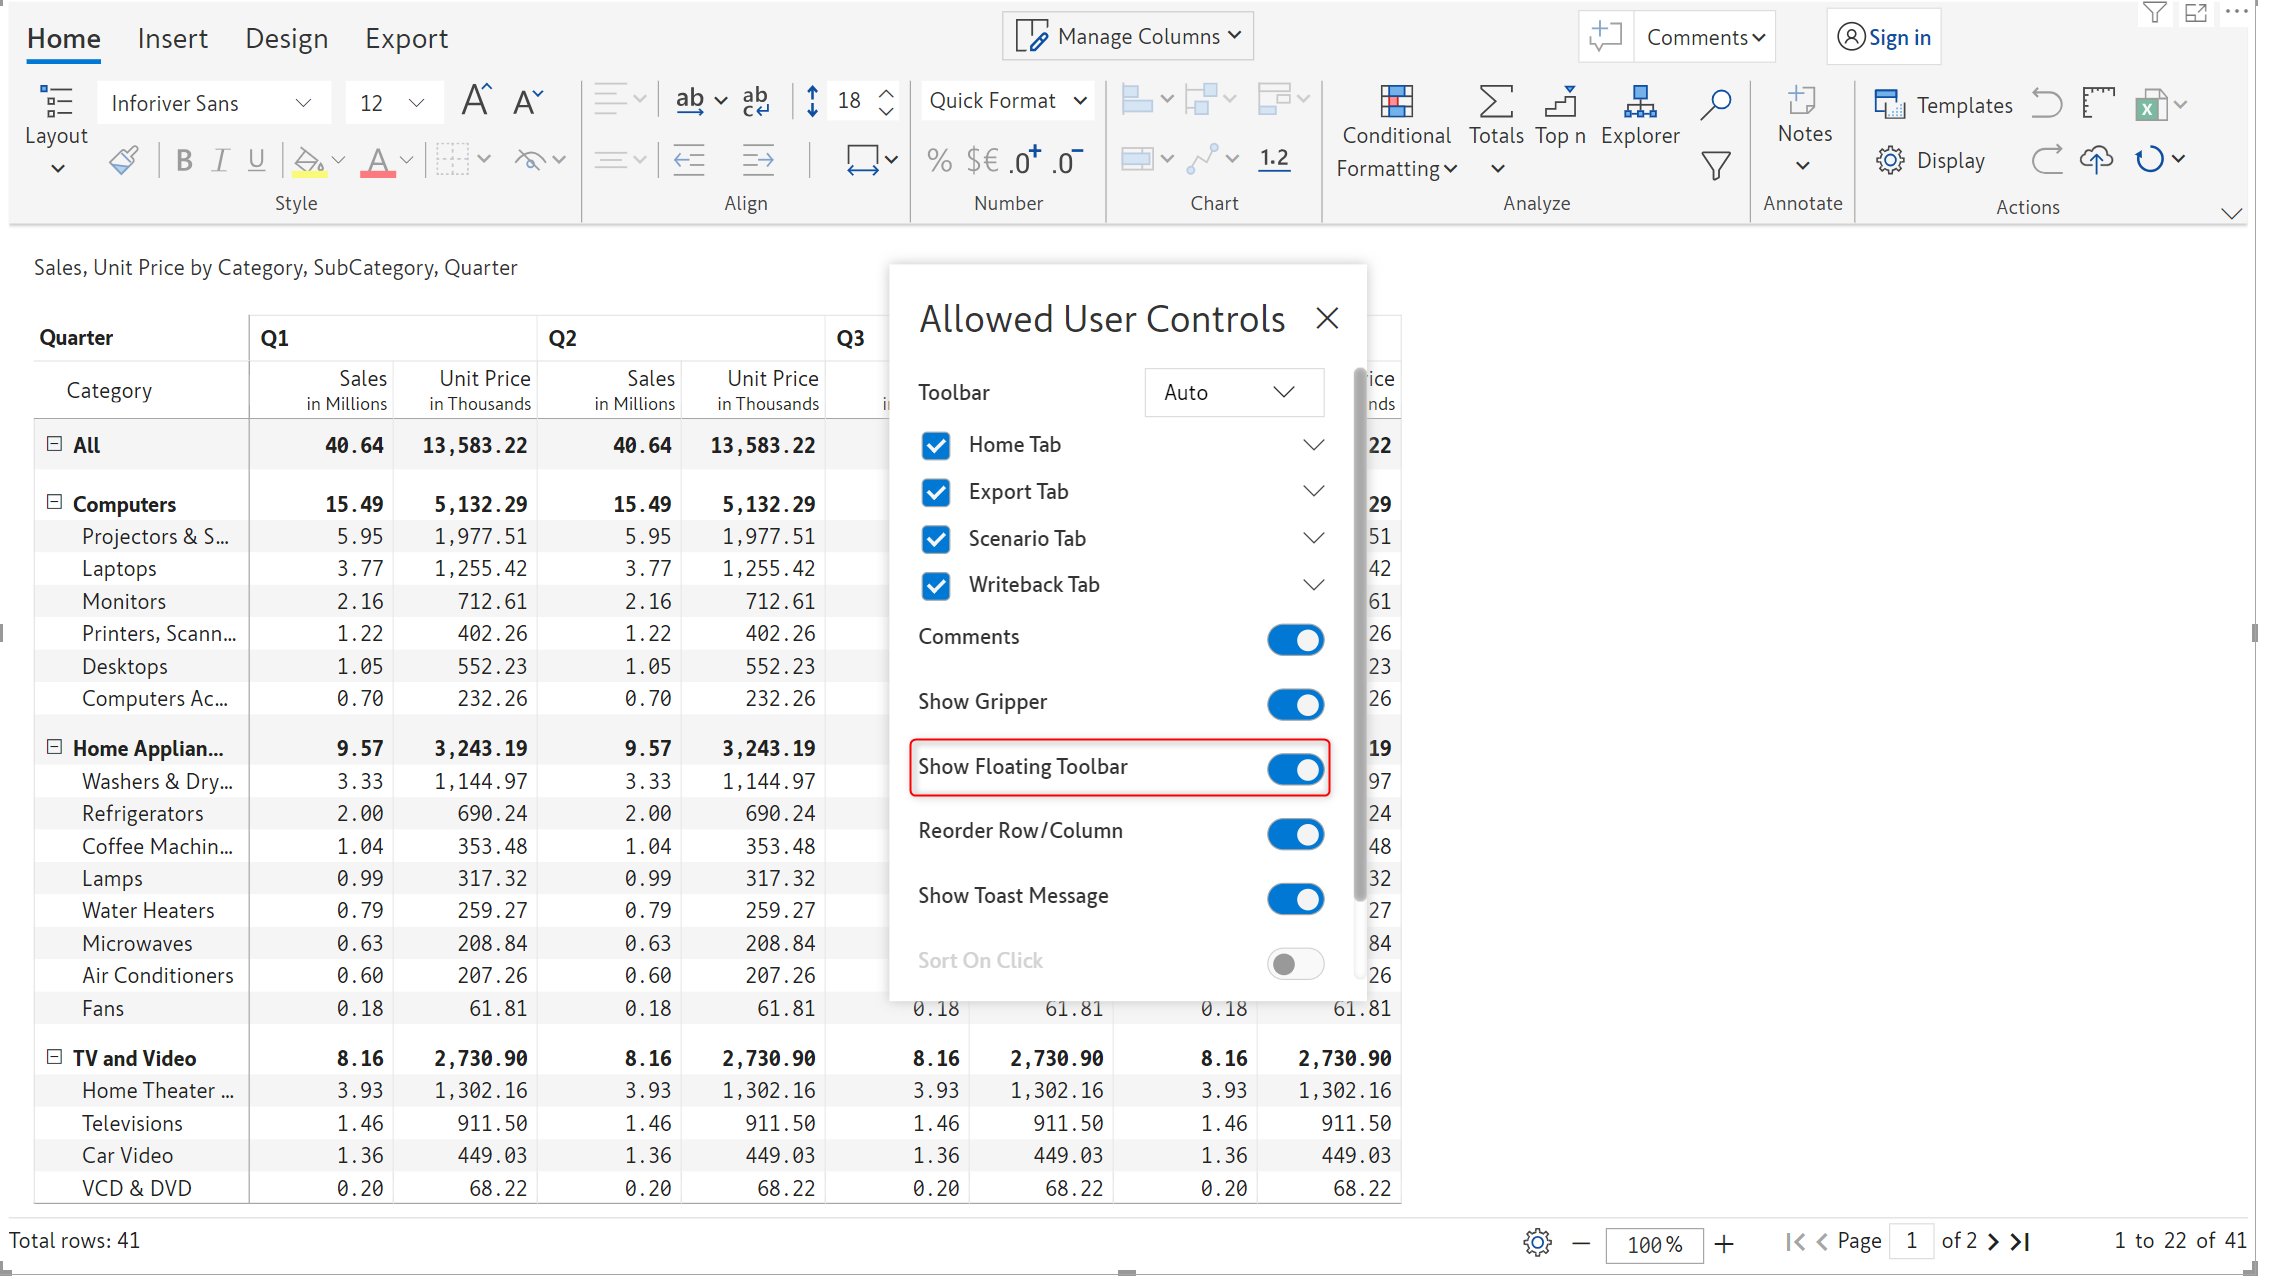 Home Insert Design Export Manage Columns Comments Sign in
Layout
Inforiver Sans 12 A A
B I U A
Style
ab ab c 18
Align
Quick Format
% $€ .0+ .0-
Number
1.2
Chart
Conditional Formatting Totals Top n Explorer
Analyze
Notes
Annotate
Templates
Display
Actions
Sales, Unit Price by Category, SubCategory, Quarter
Quarter Q1 Q2 Q3
Category Sales Unit Price Sales Unit Price ice
in Millions in Thousands in Millions in Thousands nds
All 40.64 13,583.22 40.64 13,583.22 22
Computers 15.49 5,132.29 15.49 5,132.29 29
Projectors & S... 5.95 1,977.51 5.95 1,977.51 51
Laptops 3.77 1,255.42 3.77 1,255.42 42
Monitors 2.16 712.61 2.16 712.61 61
Printers, Scann... 1.22 402.26 1.22 402.26 26
Desktops 1.05 552.23 1.05 552.23 23
Computers Ac... 0.70 232.26 0.70 232.26 26
Home Applian... 9.57 3,243.19 9.57 3,243.19 19
Washers & Dry... 3.33 1,144.97 3.33 1,144.97 97
Refrigerators 2.00 690.24 2.00 690.24 24
Coffee Machin... 1.04 353.48 1.04 353.48 48
Lamps 0.99 317.32 0.99 317.32 32
Water Heaters 0.79 259.27 0.79 259.27 27
Microwaves 0.63 208.84 0.63 208.84 84
Air Conditioners 0.60 207.26 0.60 207.26 26
Fans 0.18 61.81 0.18 61.81 0.18 61.81 0.18 61.81
TV and Video 8.16 2,730.90 8.16 2,730.90 8.16 2,730.90 8.16 2,730.90
Home Theater ... 3.93 1,302.16 3.93 1,302.16 3.93 1,302.16 3.93 1,302.16
Televisions 1.46 911.50 1.46 911.50 1.46 911.50 1.46 911.50
Car Video 1.36 449.03 1.36 449.03 1.36 449.03 1.36 449.03
VCD & DVD 0.20 68.22 0.20 68.22 0.20 68.22 0.20 68.22
Allowed User Controls
Toolbar Auto
Home Tab
Export Tab
Scenario Tab
Writeback Tab
Comments
Show Gripper
Show Floating Toolbar
Reorder Row/Column
Show Toast Message
Sort On Click
Total rows: 41 100% Page 1 of 2 1 to 22 of 41